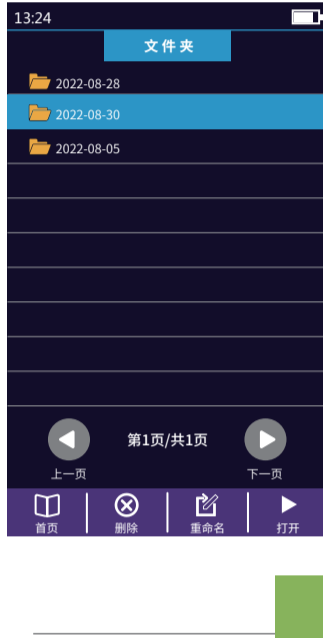 13:24
文件夹
2022-08-28
2022-08-30
2022-08-05
第1页/共1页
上一页 下一页
首页 删除 重命名 打开